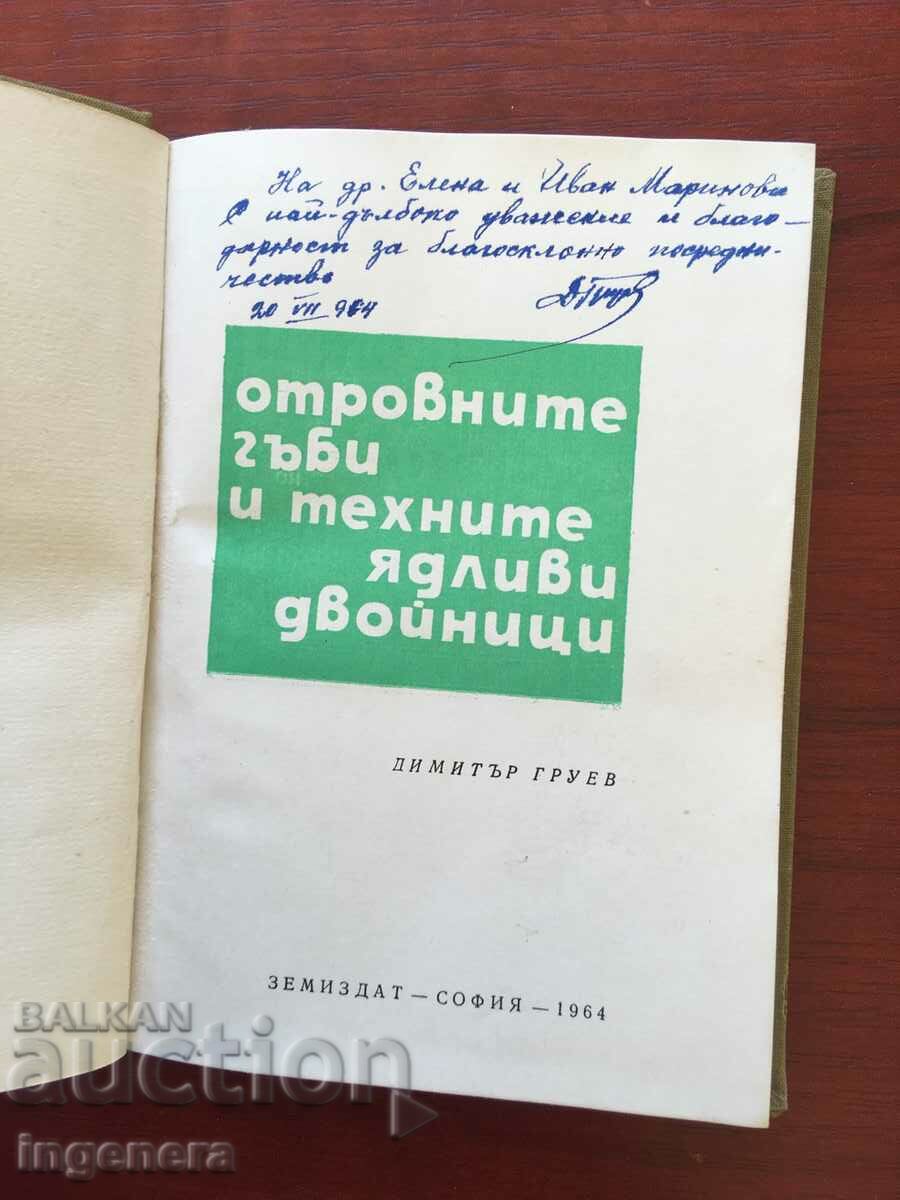 На др. Елена и Иван Маринови
С най-дълбоко уважение и благо-
дарност за благосклонно посредни-
чество
20 VII 964
отровните
гъби
и техните
ядливи
двойници
ДИМИТЪР ГРУЕВ
ЗЕМИЗДАТ — СОФИЯ — 1964
BALKAN
auction
ingenera